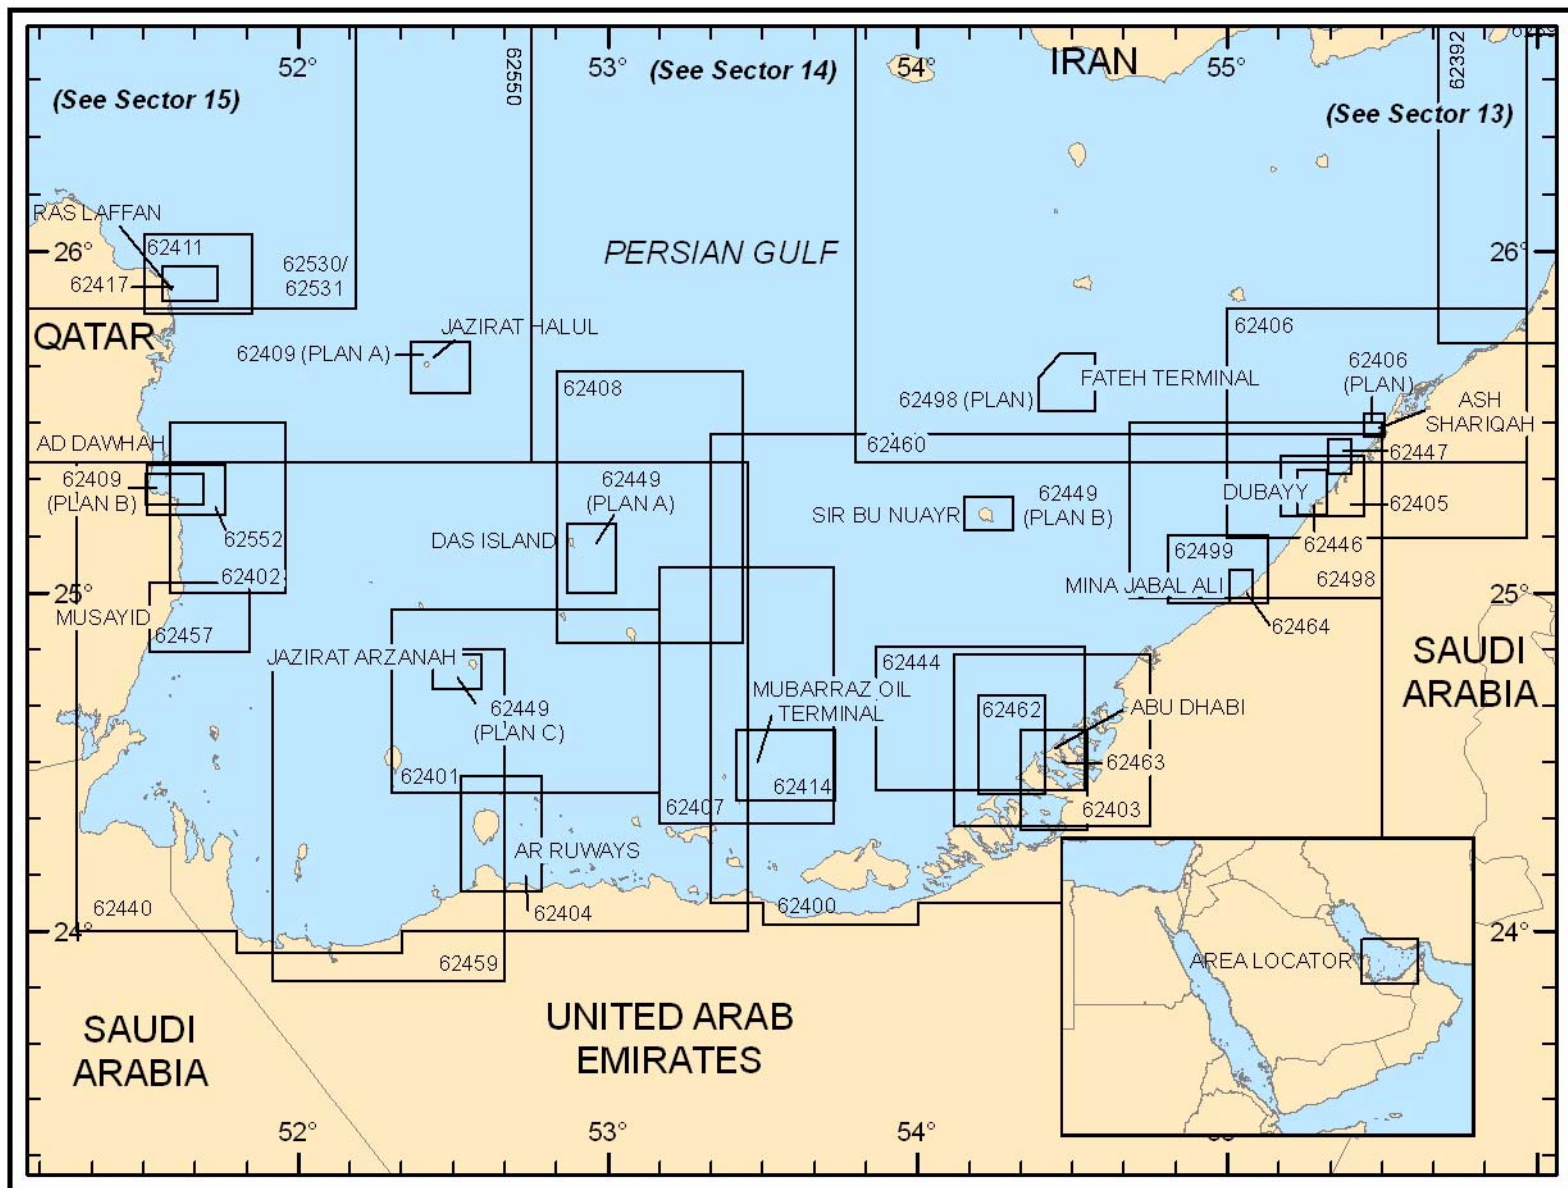 52°
62550
53°
(See Sector 14)
54°
IRAN
55°
62392
(See Sector 15)
(See Sector 13)
RAS LAFFAN
62411
26°
62417
62530/
62531
PERSIAN GULF
26°
QATAR
JAZIRAT HALUL
62409 (PLAN A)
62406
62406
(PLAN)
62408
FATEH TERMINAL
62498 (PLAN)
ASH
SHARIQAH
AD DAWHAH
62460
62447
62409
(PLAN B)
62449
(PLAN A)
DUBAYY
62405
SIR BU NUAYR
62449
(PLAN B)
62552
DAS ISLAND
62446
62499
62402
25°
MINA JABAL ALI
62498
25°
MUSAYID
62457
62464
JAZIRAT ARZANAH
62444
SAUDI
ARABIA
MUBARRAZ OIL
TERMINAL
62449
(PLAN C)
62462
ABU DHABI
62463
62401
62414
62407
62403
AR RUWAYS
62440
62404
62400
24°
24°
62459
AREA LOCATOR
SAUDI
ARABIA
UNITED ARAB
EMIRATES
52°
53°
54°